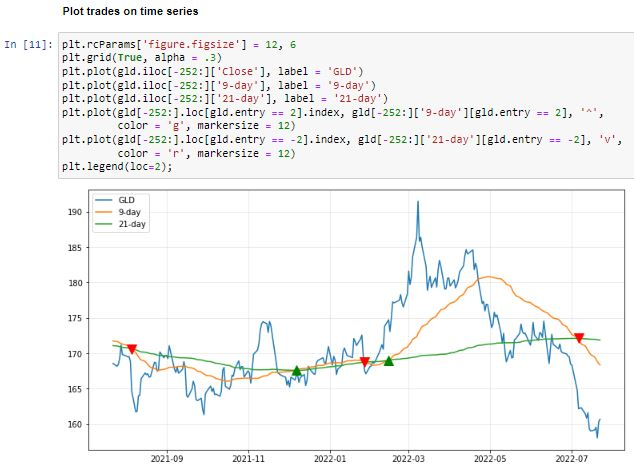 Plot trades on time series
In [11]: plt.rcParams['figure.figsize'] = 12, 6
plt.grid(True, alpha = .3)
plt.plot(gld.iloc[-252:]['Close'], label = 'GLD')
plt.plot(gld.iloc[-252:]['9-day'], label = '9-day')
plt.plot(gld.iloc[-252:]['21-day'], label = '21-day')
plt.plot(gld[-252:].loc[gld.entry == 2].index, gld[-252:]['9-day'][gld.entry == 2], '^',
color = 'g', markersize = 12)
plt.plot(gld[-252:].loc[gld.entry == -2].index, gld[-252:]['21-day'][gld.entry == -2], 'v',
color = 'r', markersize = 12)
plt.legend(loc=2);
GLD
9-day
21-day
190
185
180
175
170
165
160
2021-09 2021-11 2022-01 2022-03 2022-05 2022-07